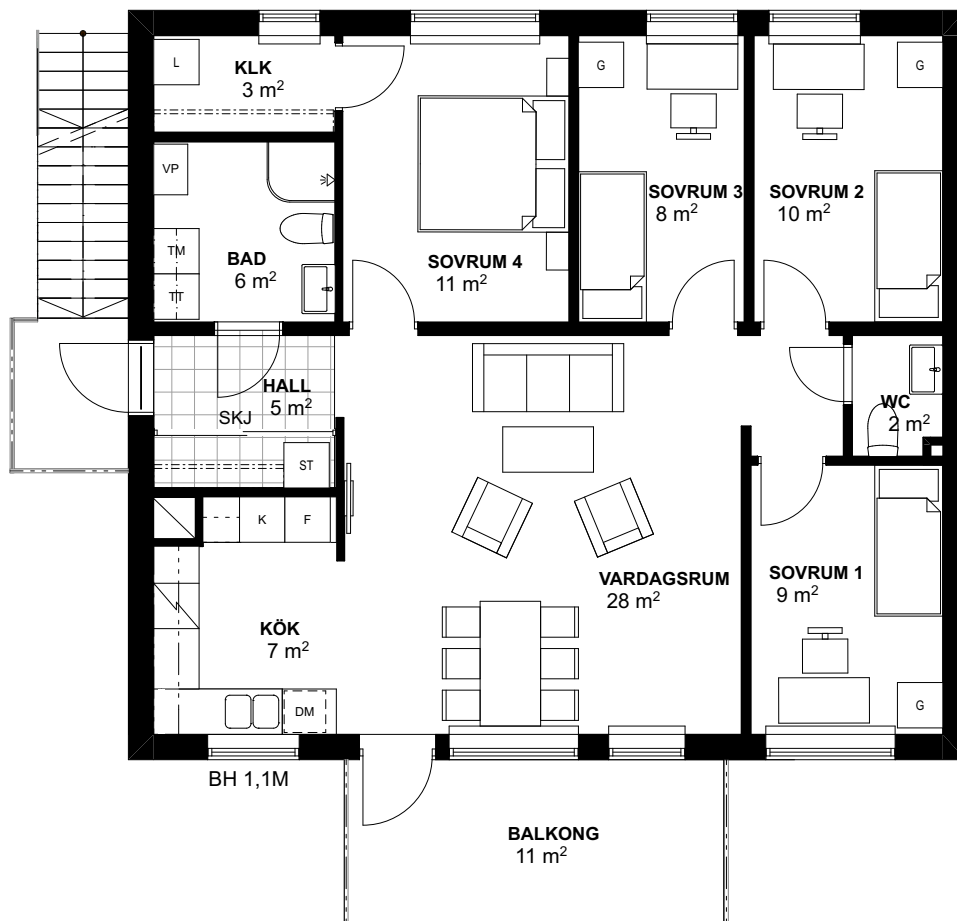 L
KLK
3 m²
G
G
VP
SOVRUM 3
8 m²
SOVRUM 2
10 m²
TM
BAD
6 m²
SOVRUM 4
11 m²
TT
HALL
5 m²
SKJ
WC
2 m²
ST
K
F
VARDAGSRUM
28 m²
SOVRUM 1
9 m²
KÖK
7 m²
DM
G
BH 1,1M
BALKONG
11 m²